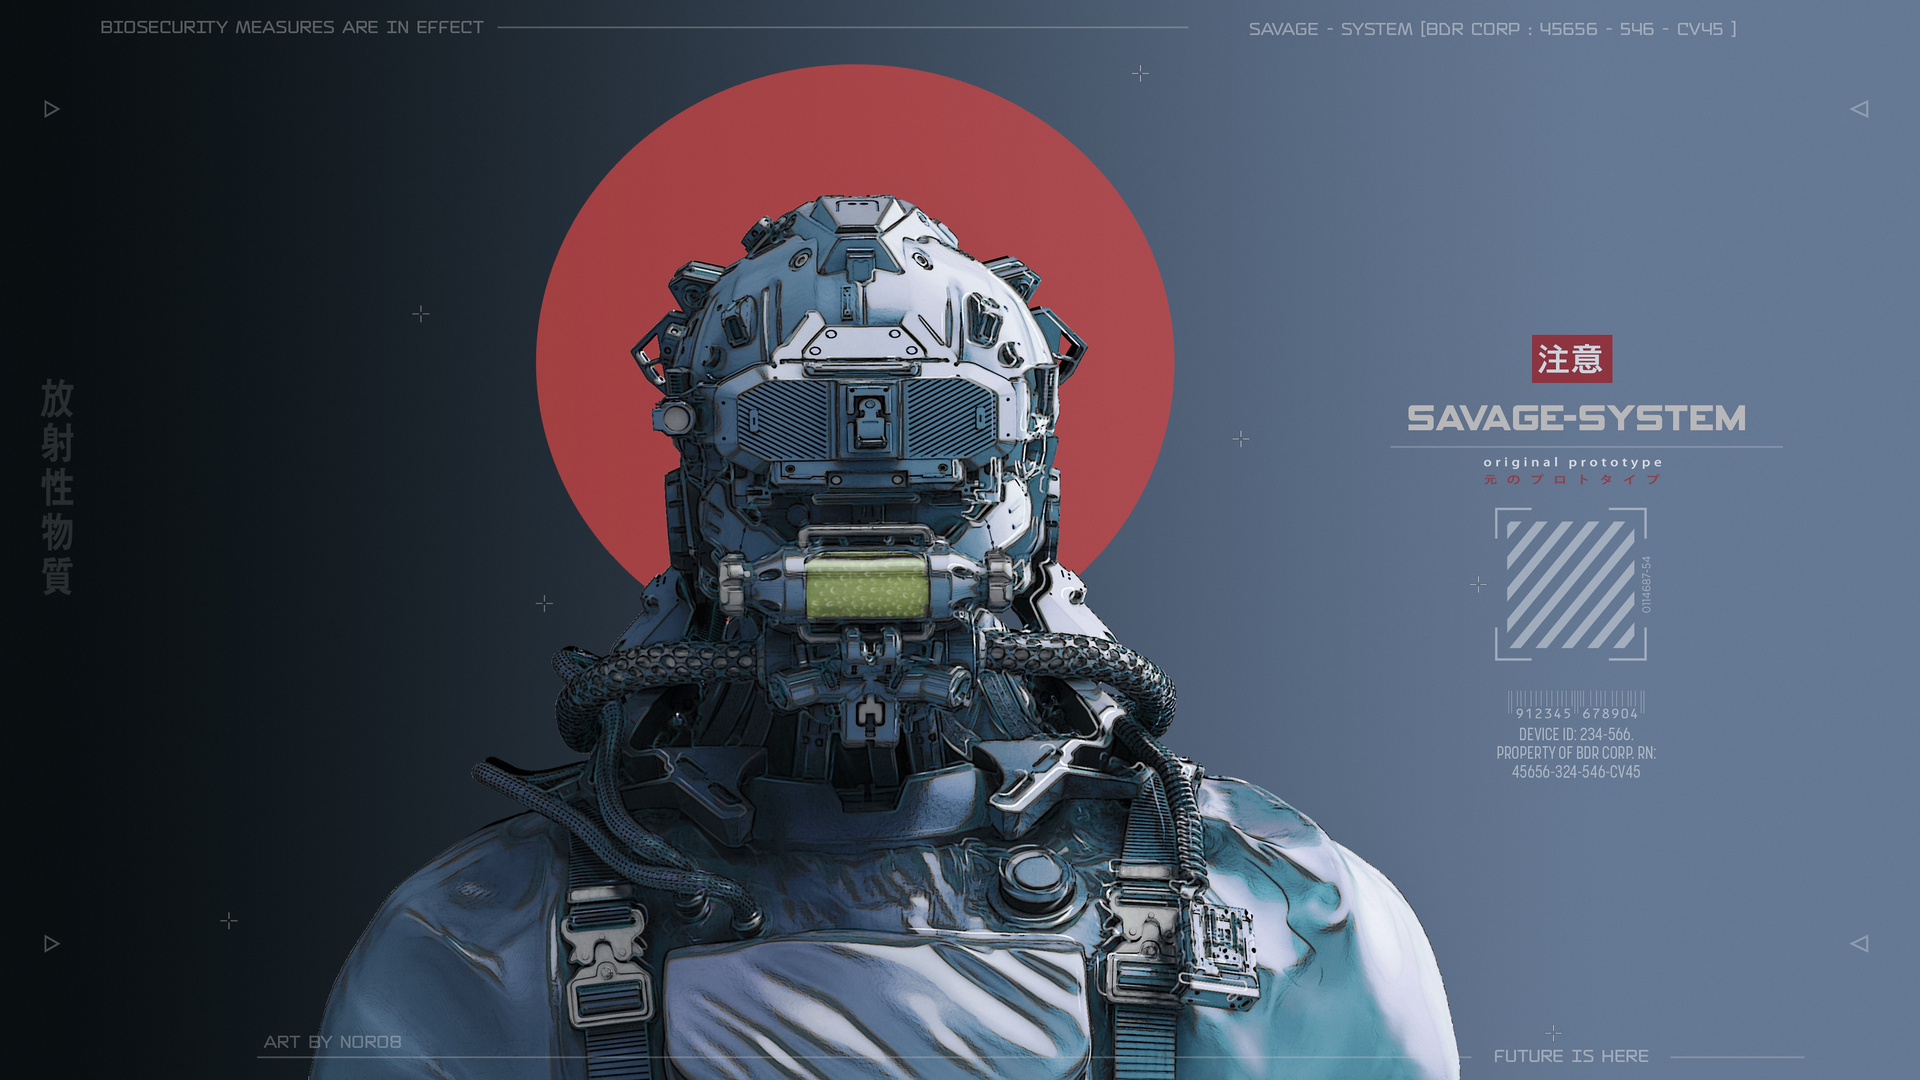 BIOSECURITY MEASURES ARE IN EFFECT
SAVAGE - SYSTEM [BDR CORP : 45656 - 546 - CV45 ]
放射性物質
注意
SAVAGE-SYSTEM
original prototype
元のプロトタイプ
0114687-54
912345 678904
DEVICE ID: 234-566.
PROPERTY OF BDR CORP. RN:
45656-324-546-CV45
ART BY NOROB
FUTURE IS HERE